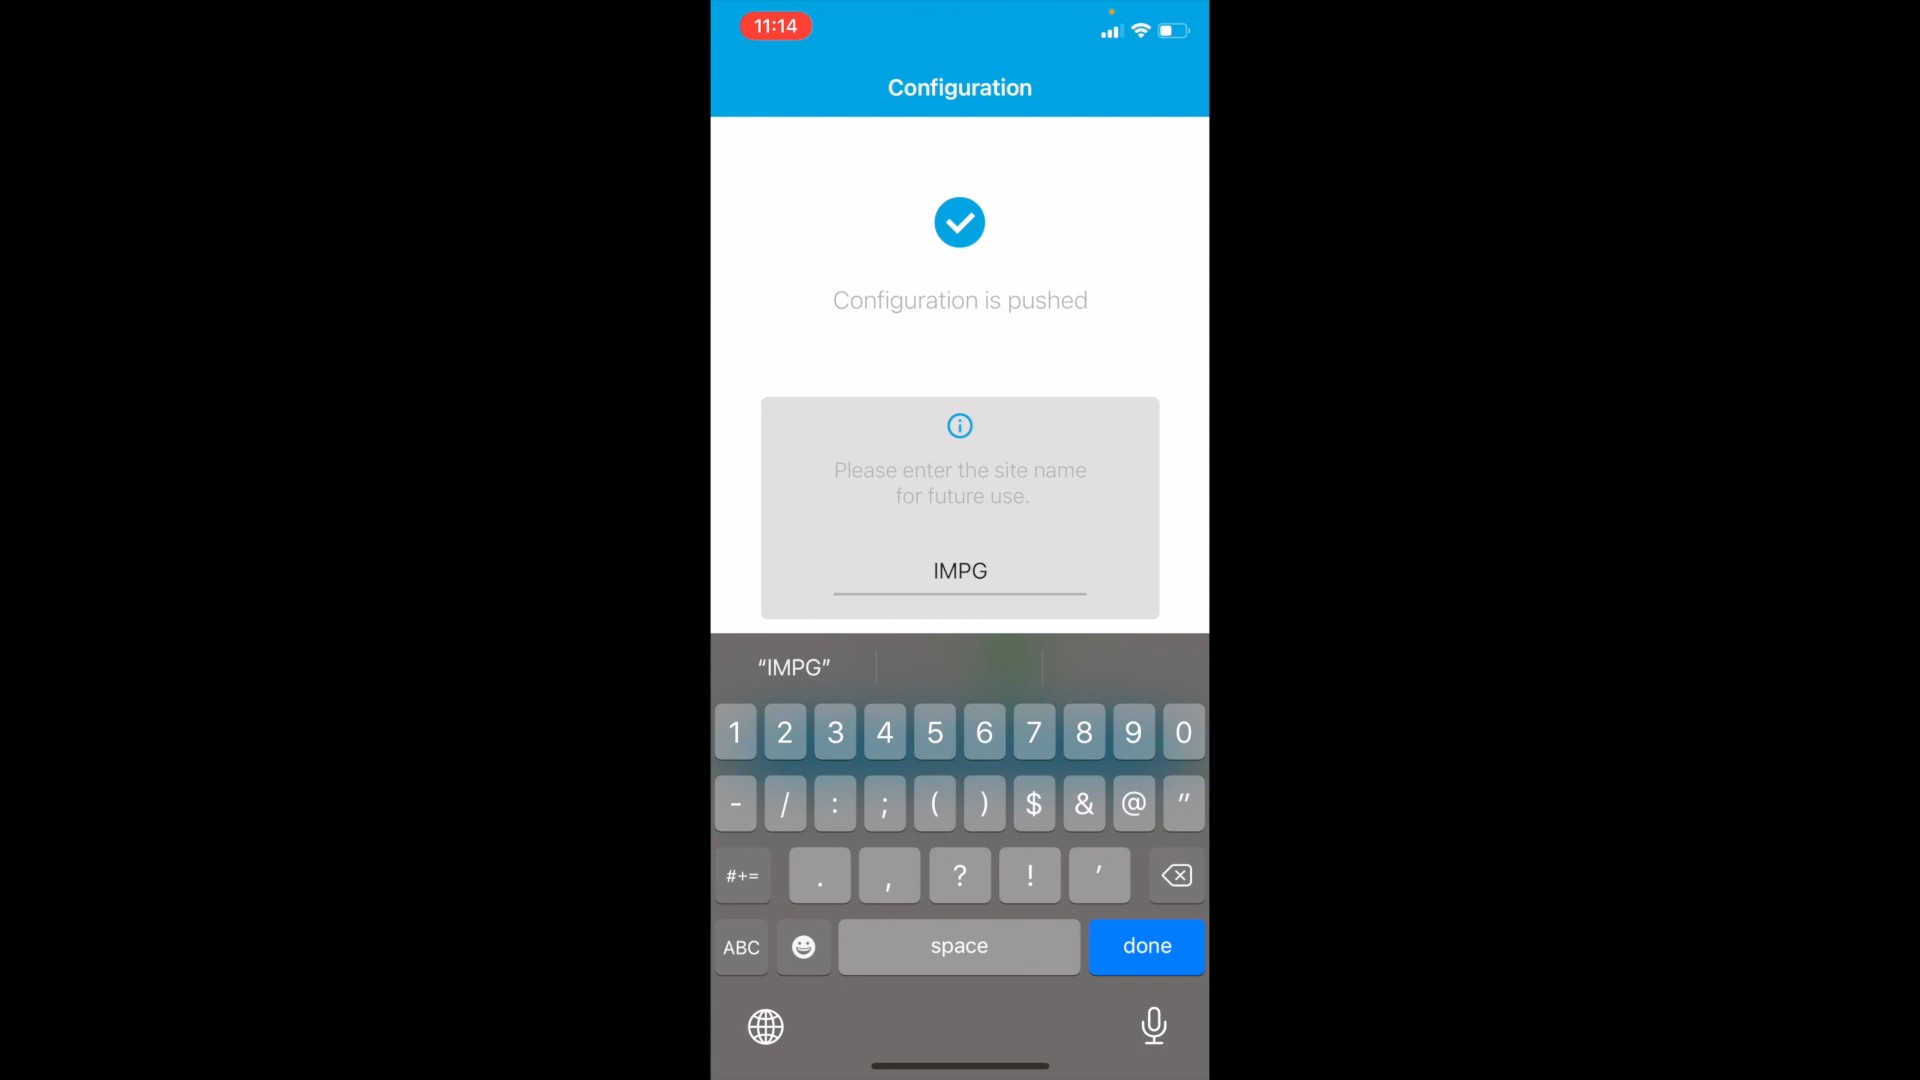 11:14
Configuration
Configuration is pushed
Please enter the site name
for future use.
IMPG
“IMPG”
1 2 3 4 5 6 7 8 9 0
- / : ; ( ) $ & @ "
#+= . , ? ! '
ABC space done